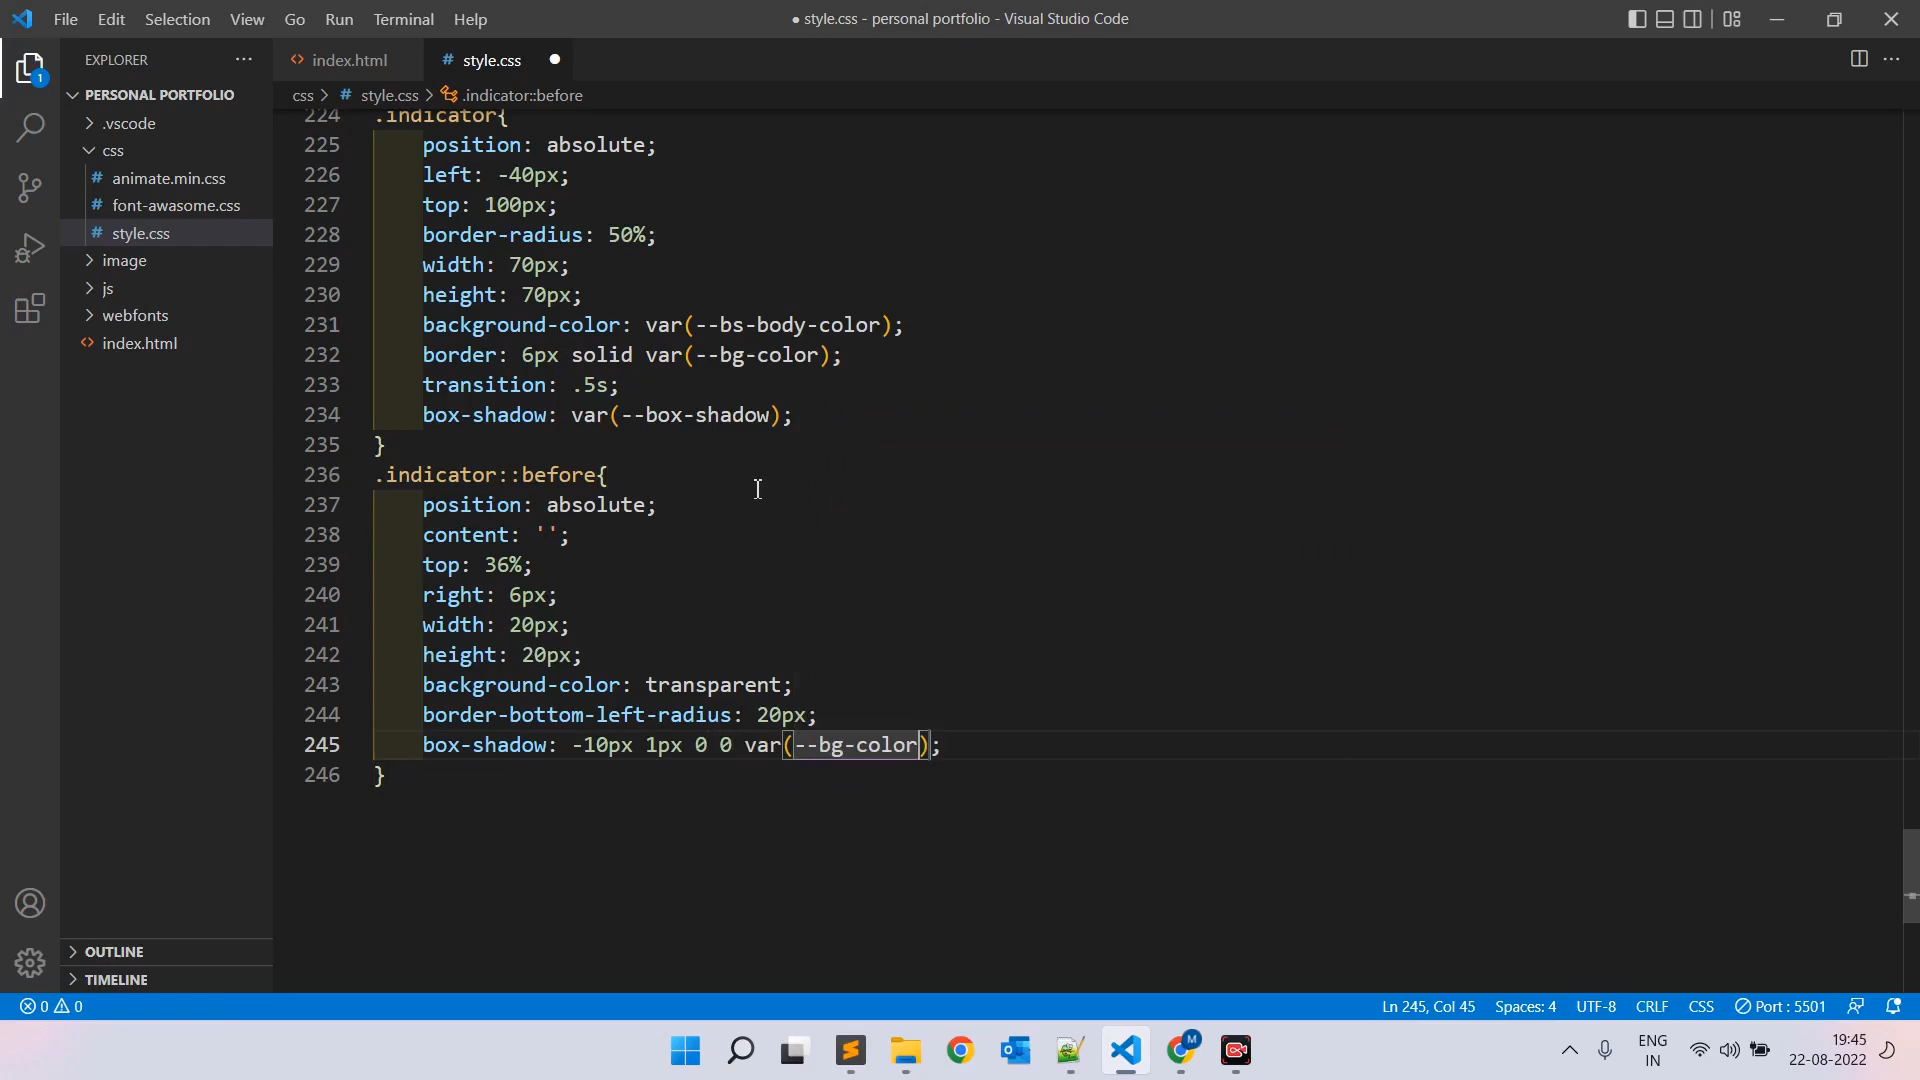 File Edit Selection View Go Run Terminal Help
● style.css - personal portfolio - Visual Studio Code
EXPLORER
index.html
# style.css
PERSONAL PORTFOLIO
css > # style.css > .indicator::before
.vscode
css
# animate.min.css
# font-awasome.css
# style.css
image
js
webfonts
index.html
OUTLINE
TIMELINE
1
224 .indicator{
225 position: absolute;
226 left: -40px;
227 top: 100px;
228 border-radius: 50%;
229 width: 70px;
230 height: 70px;
231 background-color: var(--bs-body-color);
232 border: 6px solid var(--bg-color);
233 transition: .5s;
234 box-shadow: var(--box-shadow);
235 }
236 .indicator::before{
237 position: absolute;
238 content: '';
239 top: 36%;
240 right: 6px;
241 width: 20px;
242 height: 20px;
243 background-color: transparent;
244 border-bottom-left-radius: 20px;
245 box-shadow: -10px 1px 0 0 var(--bg-color);
246 }
0 0
Ln 245, Col 45 Spaces: 4 UTF-8 CRLF CSS Port : 5501
M
ENG
IN
19:45
22-08-2022